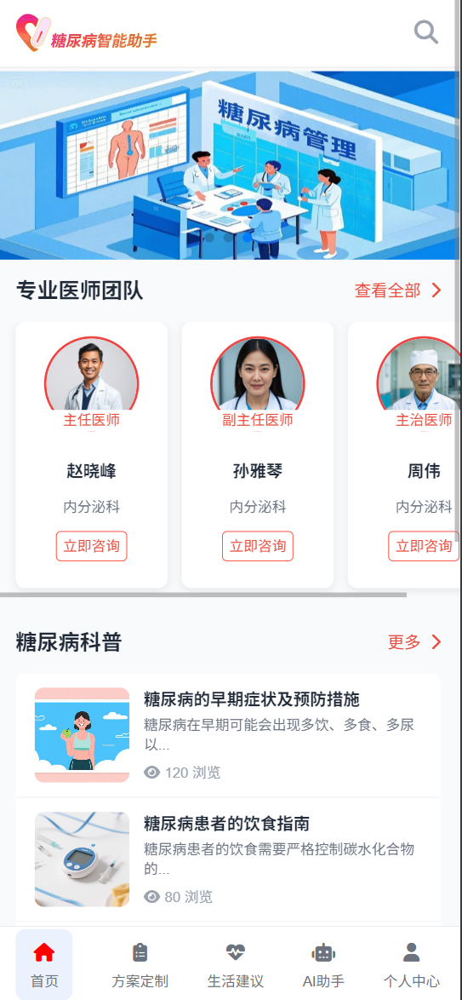 糖尿病智能助手
糖尿病管理
专业医师团队
查看全部
主任医师
副主任医师
主治医师
赵晓峰
孙雅琴
周伟
内分泌科
内分泌科
内分泌科
立即咨询
立即咨询
立即咨询
糖尿病科普
更多
糖尿病的早期症状及预防措施
糖尿病在早期可能会出现多饮、多食、多尿
以...
120 浏览
糖尿病患者的饮食指南
糖尿病患者的饮食需要严格控制碳水化合物
的...
80 浏览
首页
方案定制
生活建议
AI助手
个人中心